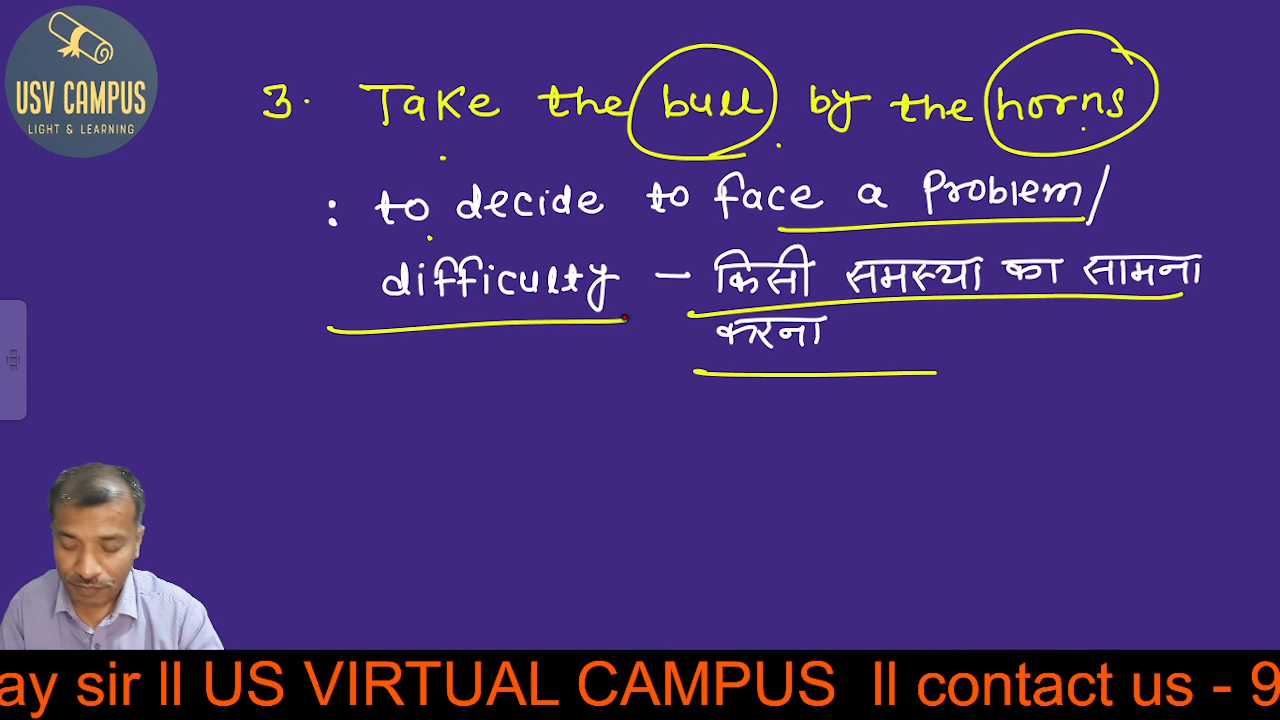 USV CAMPUS
LIGHT & LEARNING
3. Take the bull by the horns
: to decide to face a problem/
difficulty – किसी समस्या का सामना
करना
ay sir ll US VIRTUAL CAMPUS ll contact us - 9